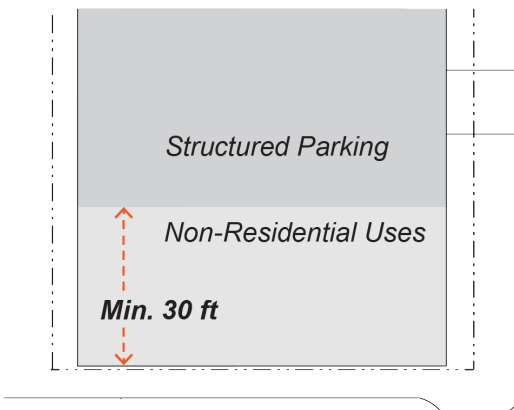 Structured Parking
Non-Residential Uses
Min. 30 ft